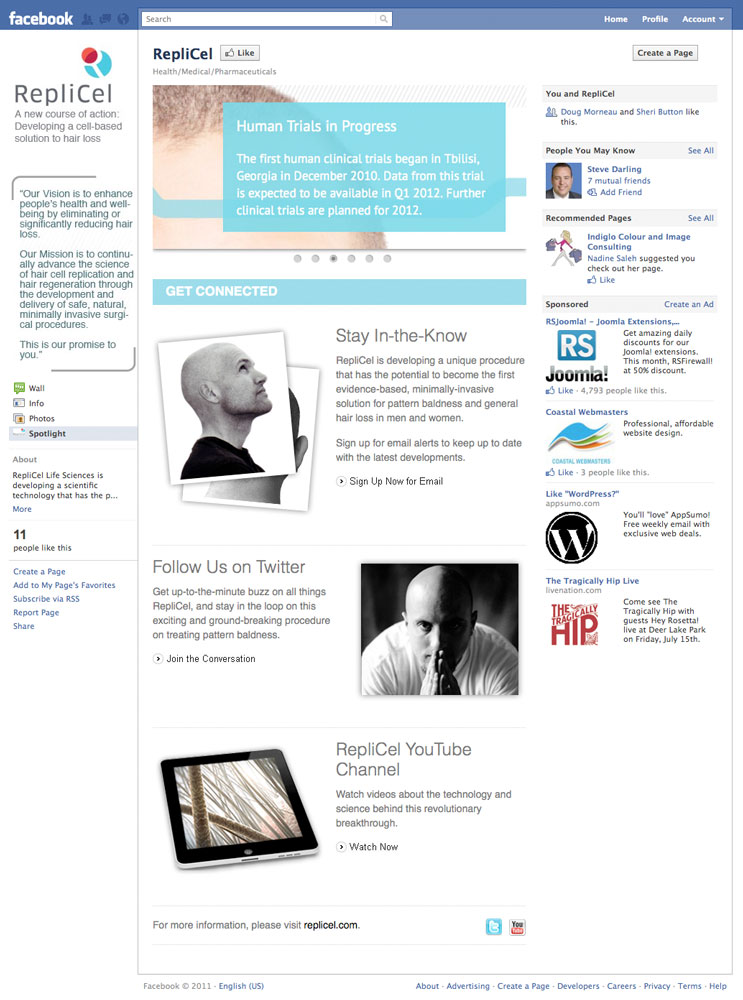 facebook
Search
Home Profile Account
RepliCel
A new course of action:
Developing a cell-based
solution to hair loss
“Our Vision is to enhance
people’s health and well-
being by eliminating or
significantly reducing hair
loss.
Our Mission is to continu-
ally advance the science
of hair cell replication and
hair regeneration through
the development and
delivery of safe, natural,
minimally invasive surgi-
cal procedures.
This is our promise to
you.”
Wall
Info
Photos
Spotlight
About
RepliCel Life Sciences is
developing a scientific
technology that has the p...
More
11
people like this
Create a Page
Add to My Page's Favorites
Subscribe via RSS
Report Page
Share
RepliCel Like
Create a Page
Health/Medical/Pharmaceuticals
Human Trials in Progress
The first human clinical trials began in Tbilisi,
Georgia in December 2010. Data from this trial
is expected to be available in Q1 2012. Further
clinical trials are planned for 2012.
GET CONNECTED
Stay In-the-Know
RepliCel is developing a unique procedure
that has the potential to become the first
evidence-based, minimally-invasive
solution for pattern baldness and general
hair loss in men and women.
Sign up for email alerts to keep up to date
with the latest developments.
Sign Up Now for Email
Follow Us on Twitter
Get up-to-the-minute buzz on all things
RepliCel, and stay in the loop on this
exciting and ground-breaking procedure
on treating pattern baldness.
Join the Conversation
RepliCel YouTube
Channel
Watch videos about the technology and
science behind this revolutionary
breakthrough.
Watch Now
For more information, please visit replicel.com.
You Tube
You and RepliCel
Doug Morneau and Sheri Button like
this.
People You May Know See All
Steve Darling
7 mutual friends
Add Friend
Recommended Pages See All
Indiglo Colour and Image
Consulting
Nadine Saleh suggested you
check out her page.
Like
Sponsored Create an Ad
RSJoomla! - Joomla Extensions,...
RS
Joomla!
Get amazing daily
discounts for our
Joomla! extensions.
This month, RSFirewall!
at 50% discount.
Like · 4,793 people like this.
Coastal Webmasters
COASTAL WEBMASTERS
Professional, affordable
website design.
Like · 3 people like this.
Like "WordPress?"
appsumo.com
W
You'll "love" AppSumo!
Free weekly email with
exclusive web deals.
The Tragically Hip Live
livenation.com
THE
TRAGICALLY
HIP
Come see The
Tragically Hip with
guests Hey Rosetta!
live at Deer Lake Park
on Friday, July 15th.
Facebook © 2011 · English (US)
About · Advertising · Create a Page · Developers · Careers · Privacy · Terms · Help